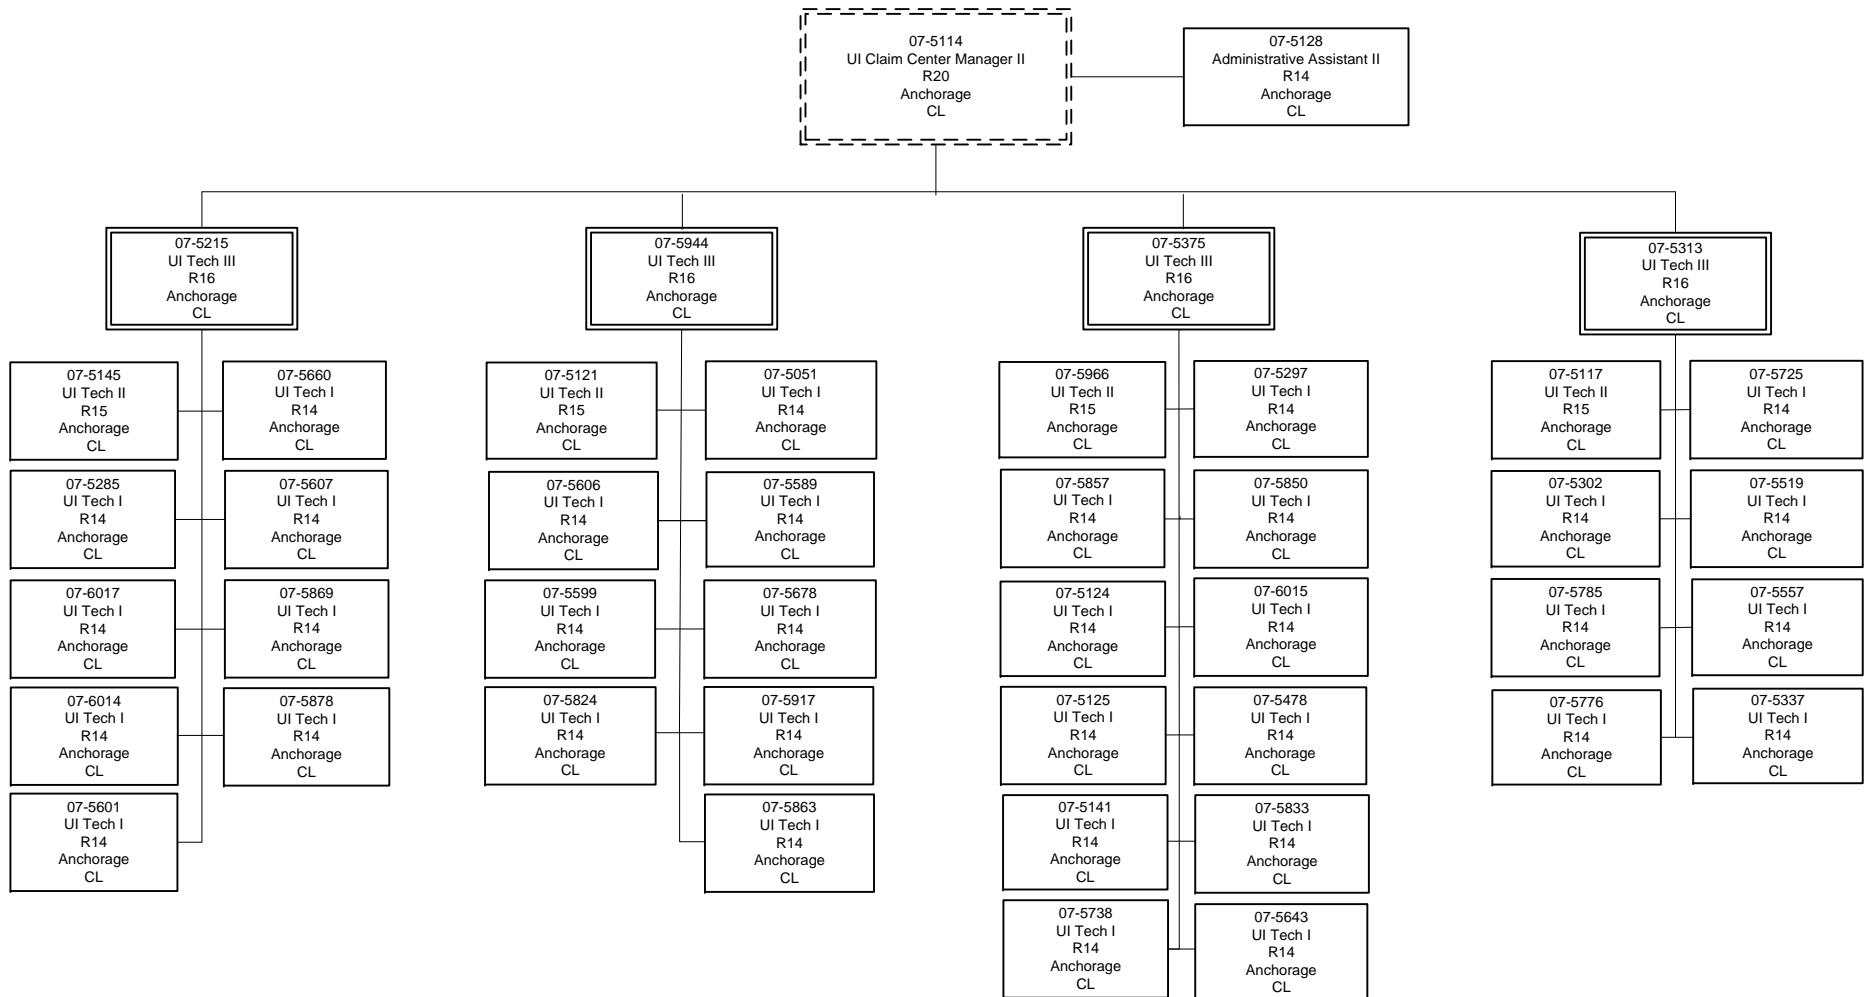 07-5114
UI Claim Center Manager II
R20
Anchorage
CL
07-5128
Administrative Assistant II
R14
Anchorage
CL
07-5215
UI Tech III
R16
Anchorage
CL
07-5944
UI Tech III
R16
Anchorage
CL
07-5375
UI Tech III
R16
Anchorage
CL
07-5313
UI Tech III
R16
Anchorage
CL
07-5145
UI Tech II
R15
Anchorage
CL
07-5660
UI Tech I
R14
Anchorage
CL
07-5285
UI Tech I
R14
Anchorage
CL
07-5607
UI Tech I
R14
Anchorage
CL
07-6017
UI Tech I
R14
Anchorage
CL
07-5869
UI Tech I
R14
Anchorage
CL
07-6014
UI Tech I
R14
Anchorage
CL
07-5878
UI Tech I
R14
Anchorage
CL
07-5601
UI Tech I
R14
Anchorage
CL
07-5121
UI Tech II
R15
Anchorage
CL
07-5051
UI Tech I
R14
Anchorage
CL
07-5606
UI Tech I
R14
Anchorage
CL
07-5589
UI Tech I
R14
Anchorage
CL
07-5599
UI Tech I
R14
Anchorage
CL
07-5678
UI Tech I
R14
Anchorage
CL
07-5824
UI Tech I
R14
Anchorage
CL
07-5917
UI Tech I
R14
Anchorage
CL
07-5863
UI Tech I
R14
Anchorage
CL
07-5966
UI Tech II
R15
Anchorage
CL
07-5297
UI Tech I
R14
Anchorage
CL
07-5857
UI Tech I
R14
Anchorage
CL
07-5850
UI Tech I
R14
Anchorage
CL
07-5124
UI Tech I
R14
Anchorage
CL
07-6015
UI Tech I
R14
Anchorage
CL
07-5125
UI Tech I
R14
Anchorage
CL
07-5478
UI Tech I
R14
Anchorage
CL
07-5141
UI Tech I
R14
Anchorage
CL
07-5833
UI Tech I
R14
Anchorage
CL
07-5738
UI Tech I
R14
Anchorage
CL
07-5643
UI Tech I
R14
Anchorage
CL
07-5117
UI Tech II
R15
Anchorage
CL
07-5725
UI Tech I
R14
Anchorage
CL
07-5302
UI Tech I
R14
Anchorage
CL
07-5519
UI Tech I
R14
Anchorage
CL
07-5785
UI Tech I
R14
Anchorage
CL
07-5557
UI Tech I
R14
Anchorage
CL
07-5776
UI Tech I
R14
Anchorage
CL
07-5337
UI Tech I
R14
Anchorage
CL